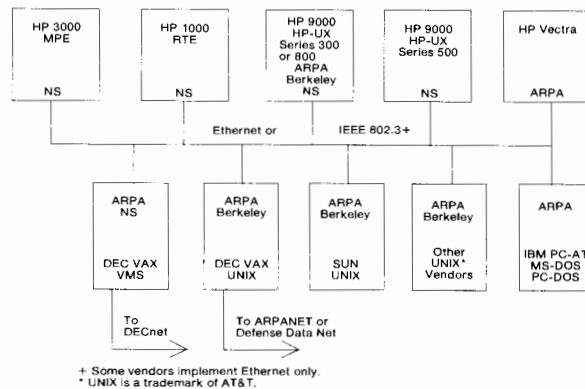 HP 3000
MPE
NS
HP 1000
RTE
NS
HP 9000
HP-UX
Series 300
or 800
ARPA
Berkeley
NS
HP 9000
HP-UX
Series 500
NS
HP Vectra
ARPA
Ethernet or IEEE 802.3+
ARPA
NS
DEC VAX
VMS
ARPA
Berkeley
DEC VAX
UNIX
ARPA
Berkeley
SUN
UNIX
ARPA
Berkeley
Other
UNIX*
Vendors
ARPA
IBM PC-AT
MS-DOS
PC-DOS
To
DECnet
To ARPANET or
Defense Data Net
+ Some vendors implement Ethernet only.
* UNIX is a trademark of AT&T.